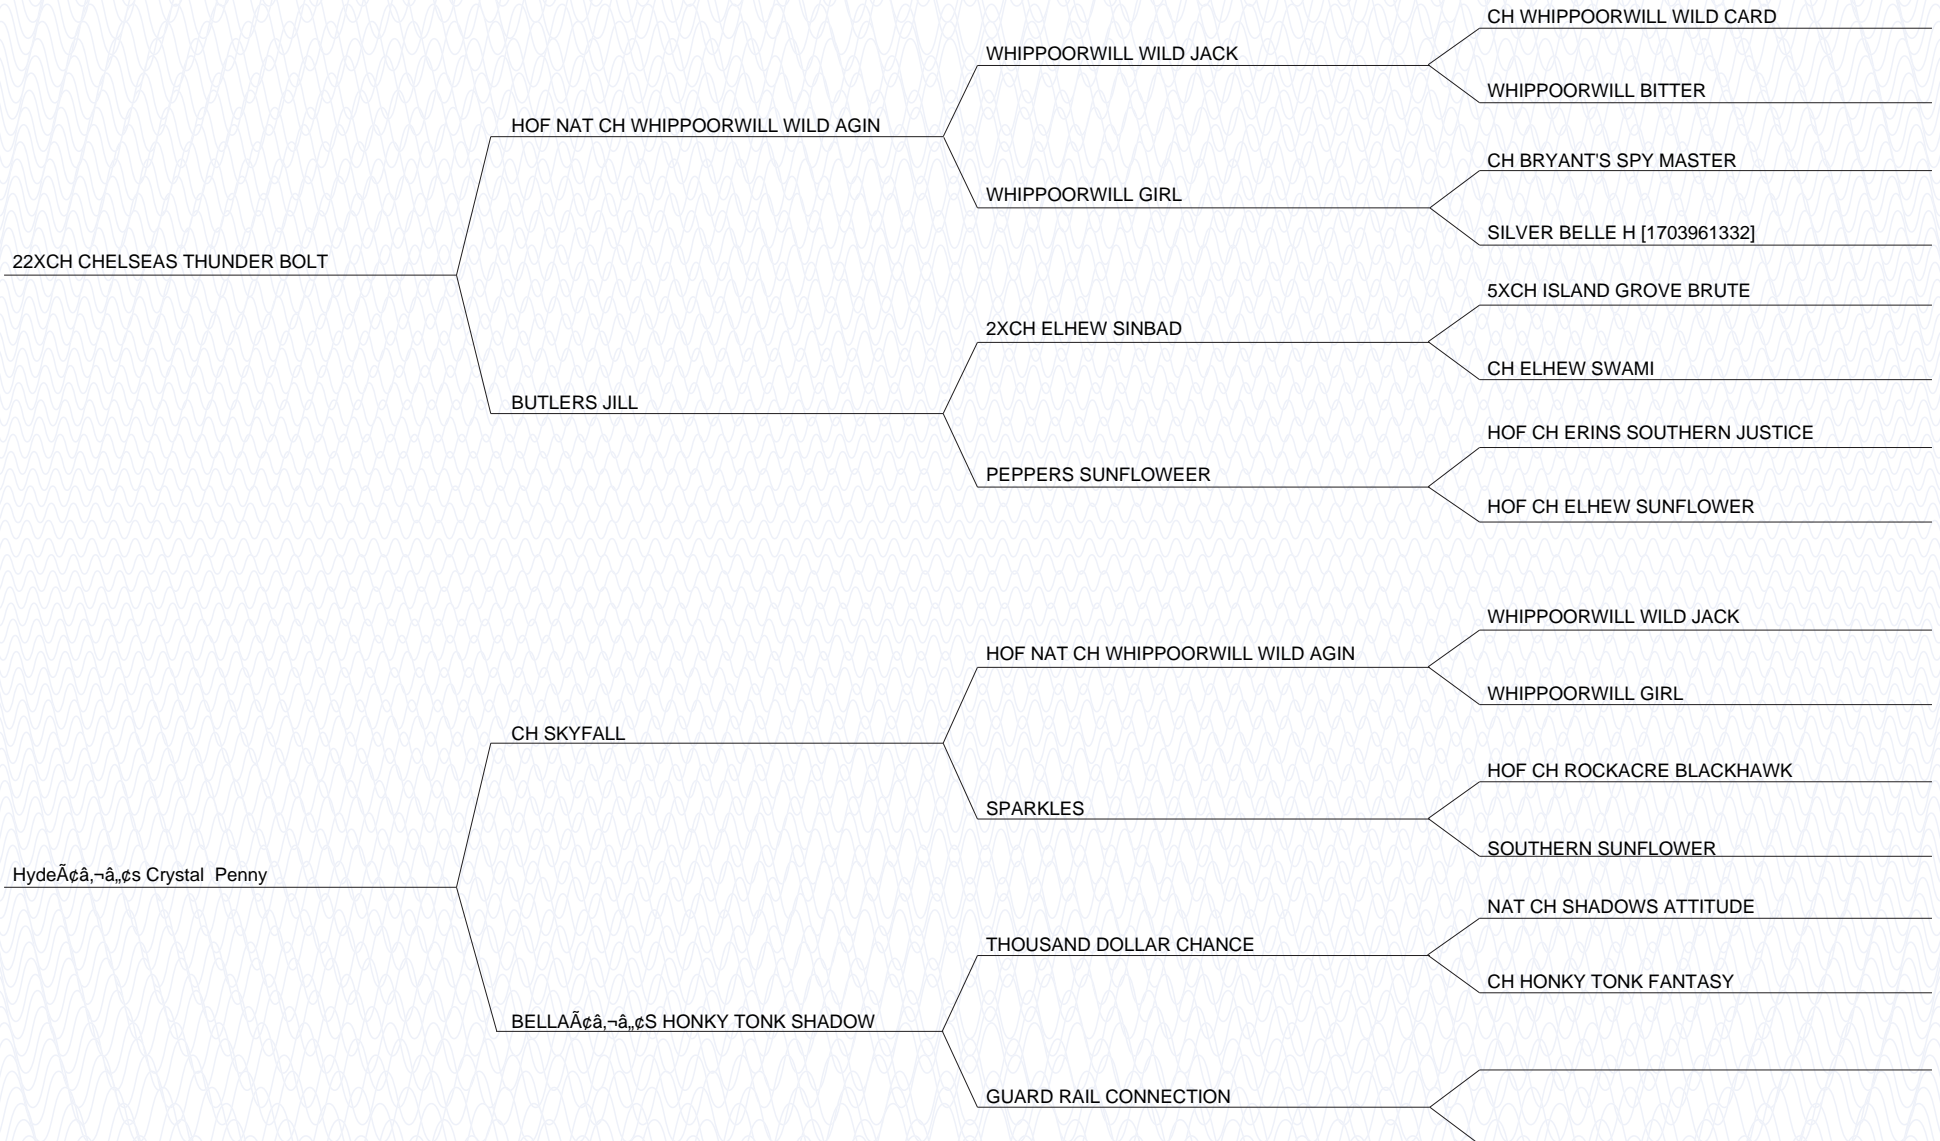 CH WHIPPOORWILL WILD CARD
WHIPPOORWILL WILD JACK
WHIPPOORWILL BITTER
HOF NAT CH WHIPPOORWILL WILD AGIN
CH BRYANT'S SPY MASTER
WHIPPOORWILL GIRL
SILVER BELLE H [1703961332]
22XCH CHELSEAS THUNDER BOLT
5XCH ISLAND GROVE BRUTE
2XCH ELHEW SINBAD
CH ELHEW SWAMI
BUTLERS JILL
HOF CH ERINS SOUTHERN JUSTICE
PEPPERS SUNFLOWEER
HOF CH ELHEW SUNFLOWER
WHIPPOORWILL WILD JACK
HOF NAT CH WHIPPOORWILL WILD AGIN
WHIPPOORWILL GIRL
CH SKYFALL
HOF CH ROCKACRE BLACKHAWK
SPARKLES
SOUTHERN SUNFLOWER
HydeÃ¢â‚¬â„¢s Crystal  Penny
NAT CH SHADOWS ATTITUDE
THOUSAND DOLLAR CHANCE
CH HONKY TONK FANTASY
BELLAÃ¢â‚¬â„¢S HONKY TONK SHADOW
GUARD RAIL CONNECTION